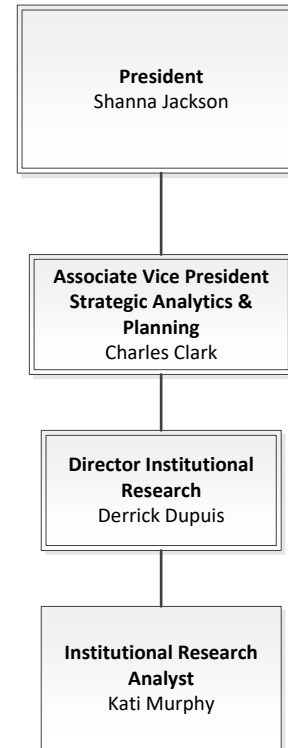 President
Shanna Jackson
Associate Vice President
Strategic Analytics &
Planning
Charles Clark
Director Institutional
Research
Derrick Dupuis
Institutional Research
Analyst
Kati Murphy